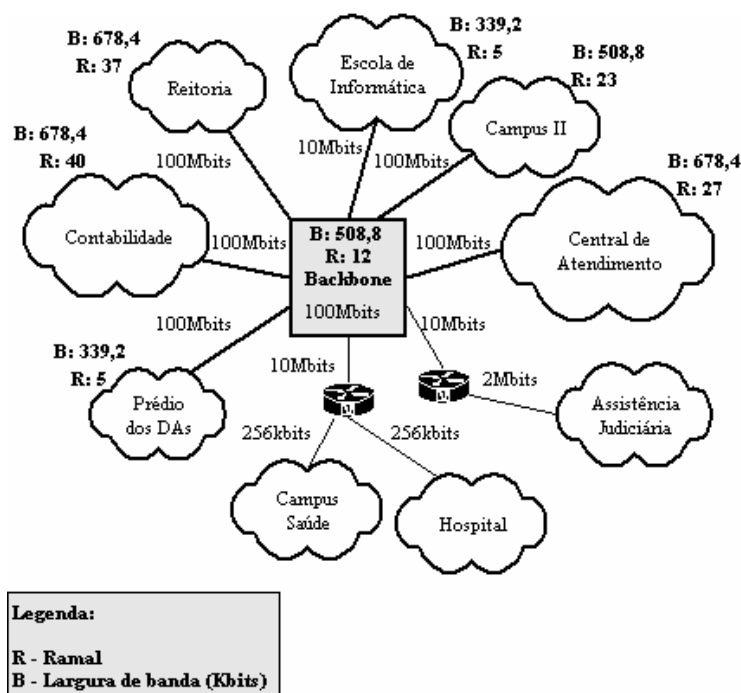 B: 678,4
R: 37
Reitoria
B: 339,2
R: 5
Escola de
Informática
B: 508,8
R: 23
Campus II
B: 678,4
R: 40
Contabilidade
B: 678,4
R: 27
Central de
Atendimento
100Mbits
10Mbits
100Mbits
100Mbits
B: 508,8
R: 12
Backbone
100Mbits
100Mbits
100Mbits
B: 339,2
R: 5
Prédio
dos DAs
10Mbits
10Mbits
2Mbits
Assistência
Judiciária
256kbits
256kbits
Campus
Saúde
Hospital
Legenda:
R - Ramal
B - Largura de banda (Kbits)